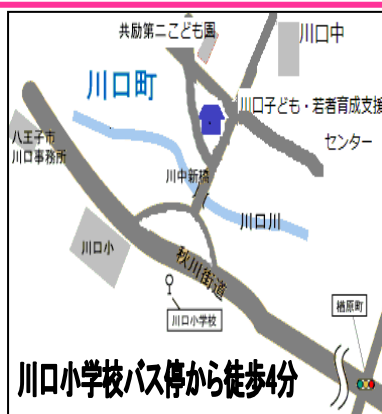 共励第二こども園
川口中
川口町
川口子ども・若者育成支援
センター
八王子市
川口事務所
川中新橋
川口川
川口小
秋川街道
川口小学校
楢原町
川口小学校バス停から徒歩4分